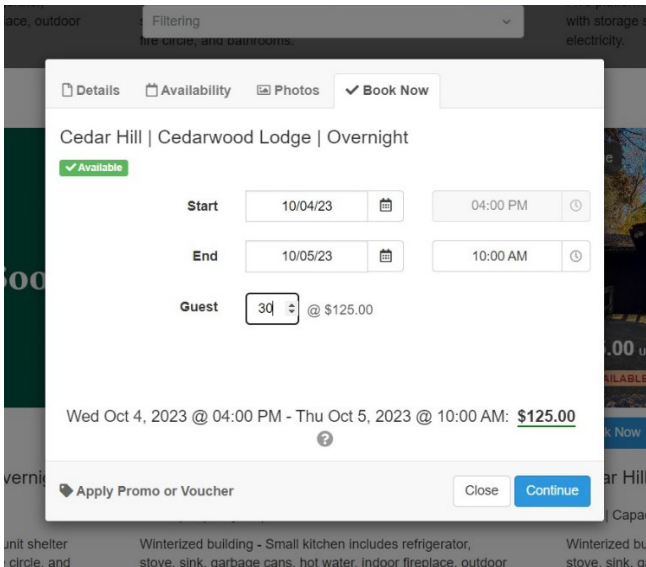 ace, outdoor
Filtering
with storage
fire circle, and bathrooms.
electricity.
Details
Availability
Photos
Book Now
Cedar Hill | Cedarwood Lodge | Overnight
Available
Start
10/04/23
04:00 PM
End
10/05/23
10:00 AM
Guest
30
@ $125.00
.00
Wed Oct 4, 2023 @ 04:00 PM - Thu Oct 5, 2023 @ 10:00 AM: $125.00
?
k Now
Apply Promo or Voucher
Close
Continue
ar Hill
| Capac
unit shelter
Winterized building - Small kitchen includes refrigerator,
Winterized bu
circle, and
stove, sink, garbage cans, hot water, indoor fireplace, outdoor
stove, sink, ga